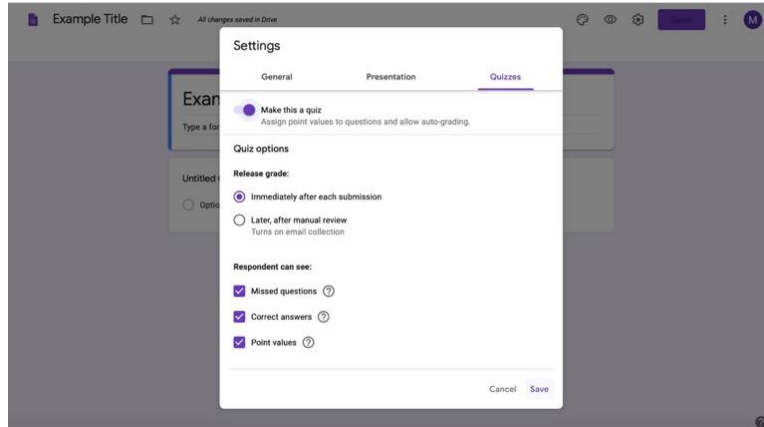 Example Title
All changes saved in Drive
M
Settings
General
Presentation
Quizzes
Exam
Type a for
Make this a quiz
Assign point values to questions and allow auto-grading.
Quiz options
Untitled
Optio
Release grade:
Immediately after each submission
Later, after manual review
Turns on email collection
Respondent can see:
Missed questions
Correct answers
Point values
Cancel
Save